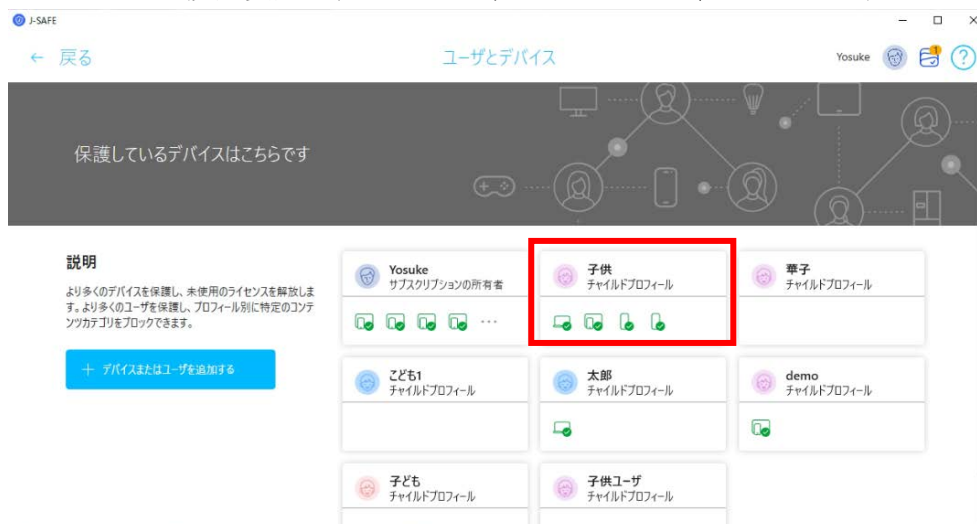 J-SAFE
← 戻る
ユーザとデバイス
Yosuke
1
?
保護しているデバイスはこちらです
説明
より多くのデバイスを保護し、未使用のライセンスを解放しま
す。より多くのユーザを保護し、プロフィール別に特定のコンテ
ンツカテゴリをブロックできます。
+ デバイスまたはユーザを追加する
Yosuke
サブスクリプションの所有者
…
子供
チャイルドプロフィール
華子
チャイルドプロフィール
こども1
チャイルドプロフィール
太郎
チャイルドプロフィール
demo
チャイルドプロフィール
子ども
チャイルドプロフィール
子供ユーザ
チャイルドプロフィール